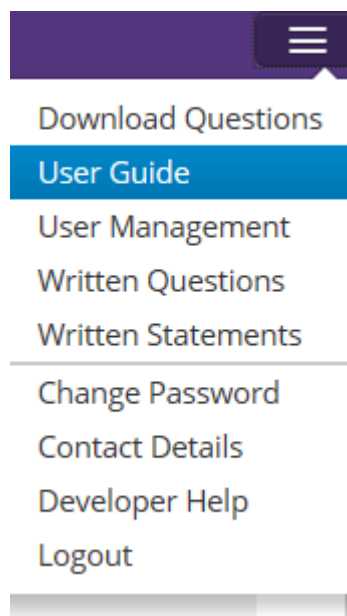 Download Questions
User Guide
User Management
Written Questions
Written Statements
Change Password
Contact Details
Developer Help
Logout